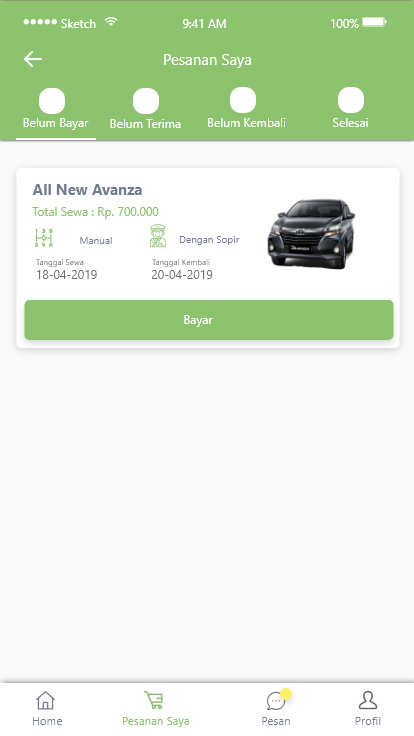 Sketch 9:41 AM 100%
Pesanan Saya
Belum Bayar Belum Terima Belum Kembali Selesai
All New Avanza
Total Sewa : Rp. 700.000
Manual Dengan Sopir
Tanggal Sewa Tanggal Kembali
18-04-2019 20-04-2019
Bayar
Home Pesanan Saya Pesan Profil